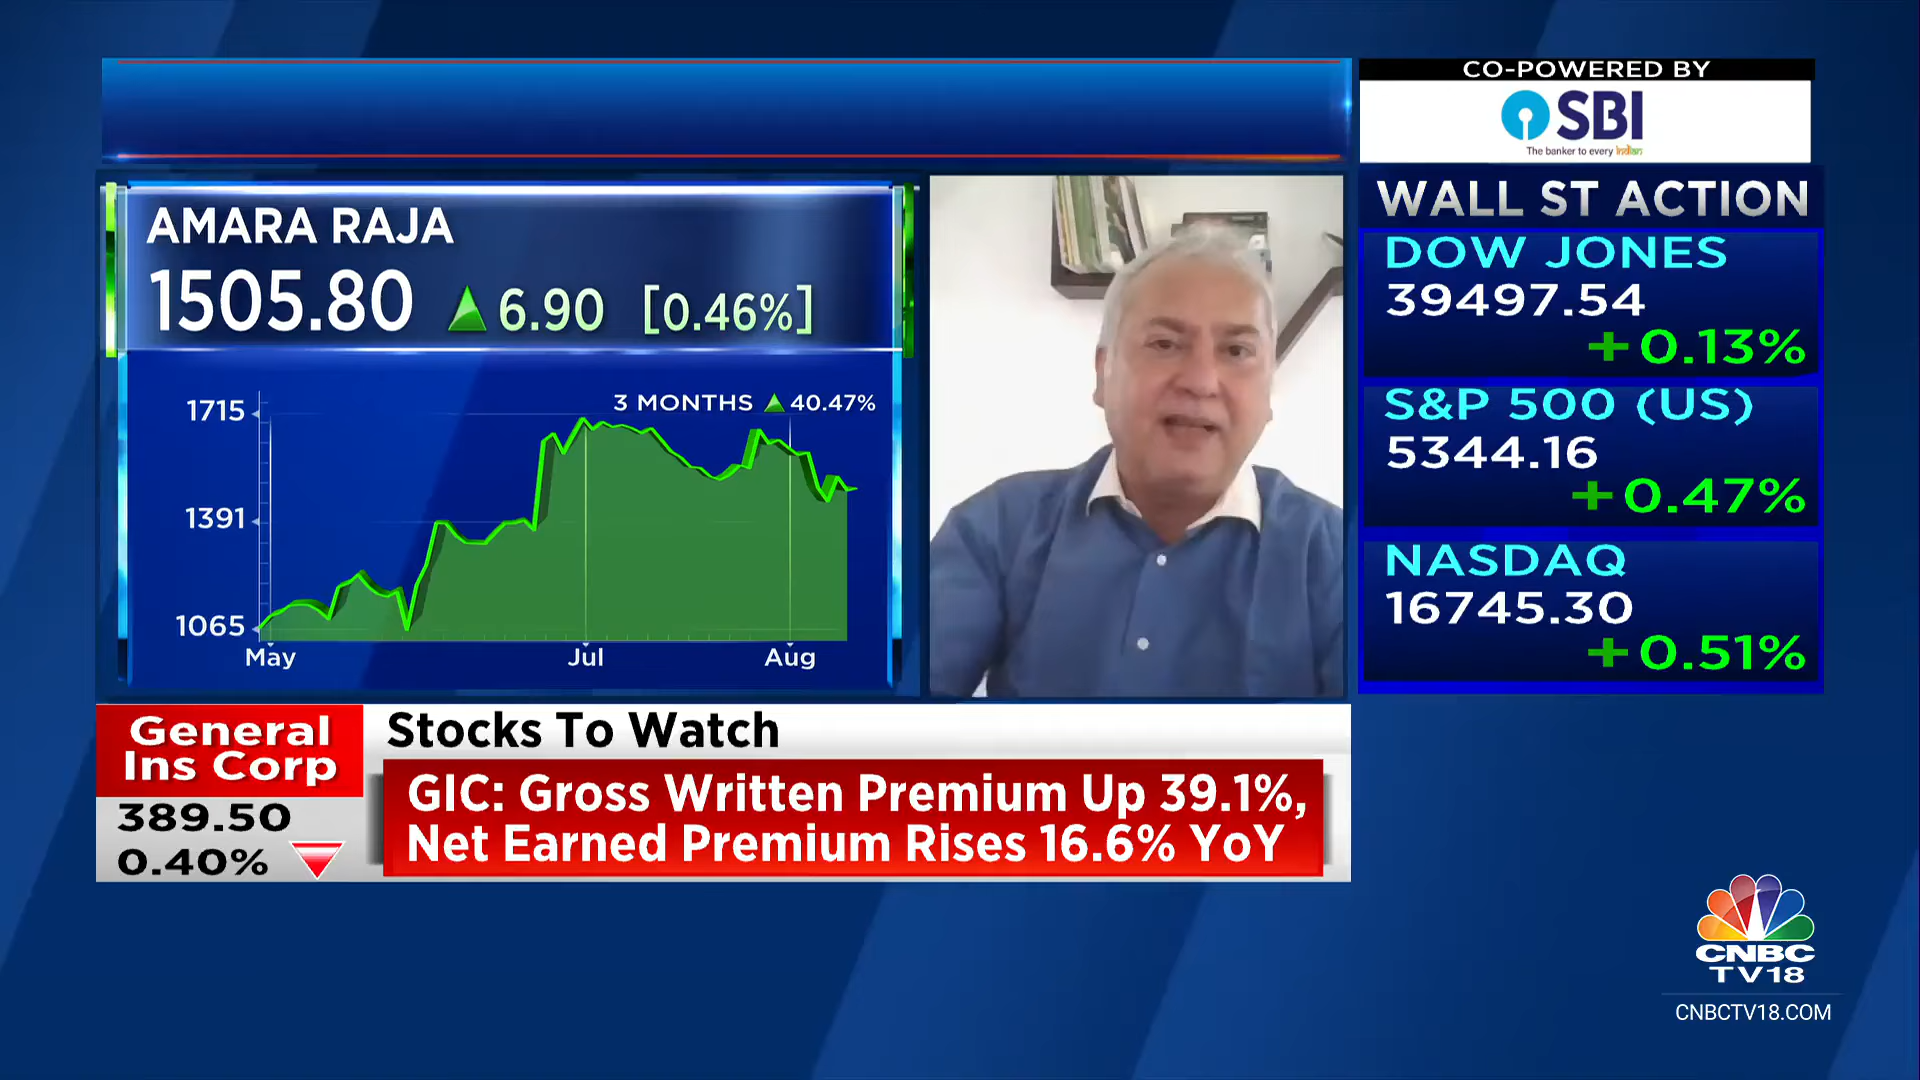 CO-POWERED BY
SBI
The banker to every Indian
AMARA RAJA
1505.80 ▲ 6.90 [0.46%]
3 MONTHS ▲ 40.47%
1715
1391
1065
May Jul Aug
WALL ST ACTION
DOW JONES
39497.54
+0.13%
S&P 500 (US)
5344.16
+0.47%
NASDAQ
16745.30
+0.51%
General
Ins Corp
389.50
0.40% ▼
Stocks To Watch
GIC: Gross Written Premium Up 39.1%,
Net Earned Premium Rises 16.6% YoY
CNBC
TV18
CNBCTV18.COM